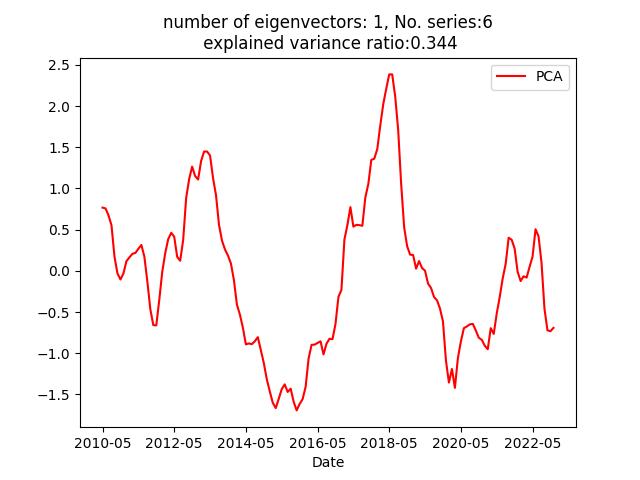 number of eigenvectors: 1, No. series:6
explained variance ratio:0.344
PCA
2.5
2.0
1.5
1.0
0.5
0.0
−0.5
−1.0
−1.5
2010-05 2012-05 2014-05 2016-05 2018-05 2020-05 2022-05
Date